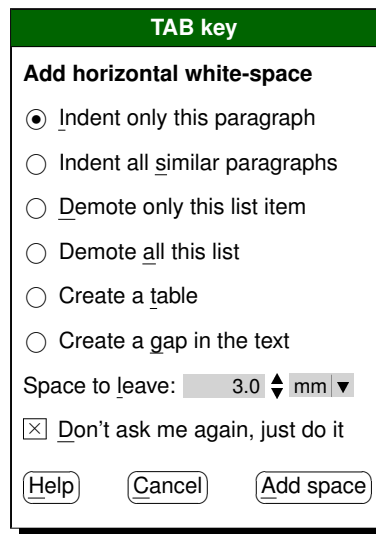 TAB key
Add horizontal white-space
Indent only this paragraph
Indent all similar paragraphs
Demote only this list item
Demote all this list
Create a table
Create a gap in the text
Space to leave: 3.0 mm
Don't ask me again, just do it
Help Cancel Add space